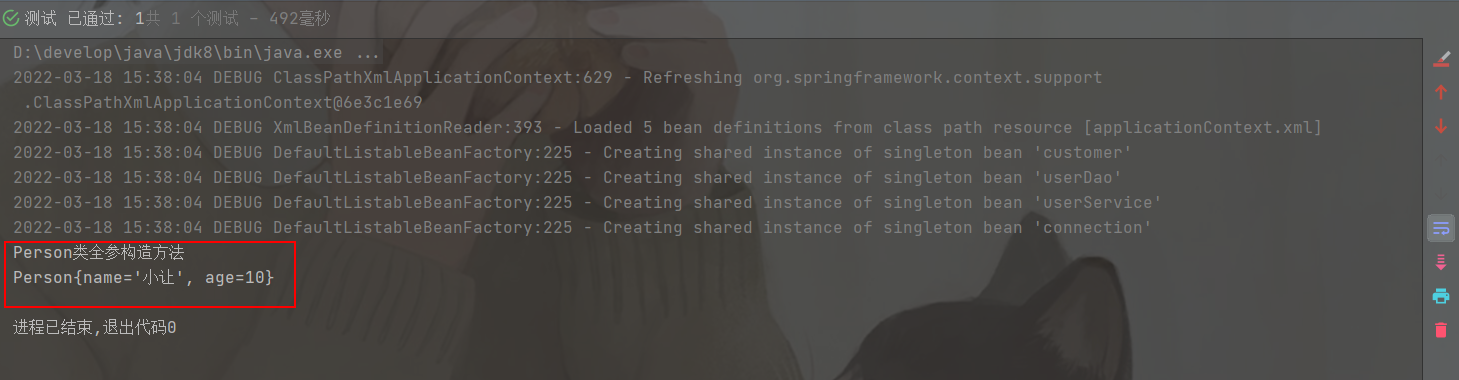 测试 已通过: 1共 1 个测试 – 492毫秒
D:\develop\java\jdk8\bin\java.exe ...
2022-03-18 15:38:04 DEBUG ClassPathXmlApplicationContext:629 - Refreshing org.springframework.context.support
.ClassPathXmlApplicationContext@6e3c1e69
2022-03-18 15:38:04 DEBUG XmlBeanDefinitionReader:393 - Loaded 5 bean definitions from class path resource [applicationContext.xml]
2022-03-18 15:38:04 DEBUG DefaultListableBeanFactory:225 - Creating shared instance of singleton bean 'customer'
2022-03-18 15:38:04 DEBUG DefaultListableBeanFactory:225 - Creating shared instance of singleton bean 'userDao'
2022-03-18 15:38:04 DEBUG DefaultListableBeanFactory:225 - Creating shared instance of singleton bean 'userService'
2022-03-18 15:38:04 DEBUG DefaultListableBeanFactory:225 - Creating shared instance of singleton bean 'connection'
Person类全参构造方法
Person{name='小让', age=10}
进程已结束,退出代码0